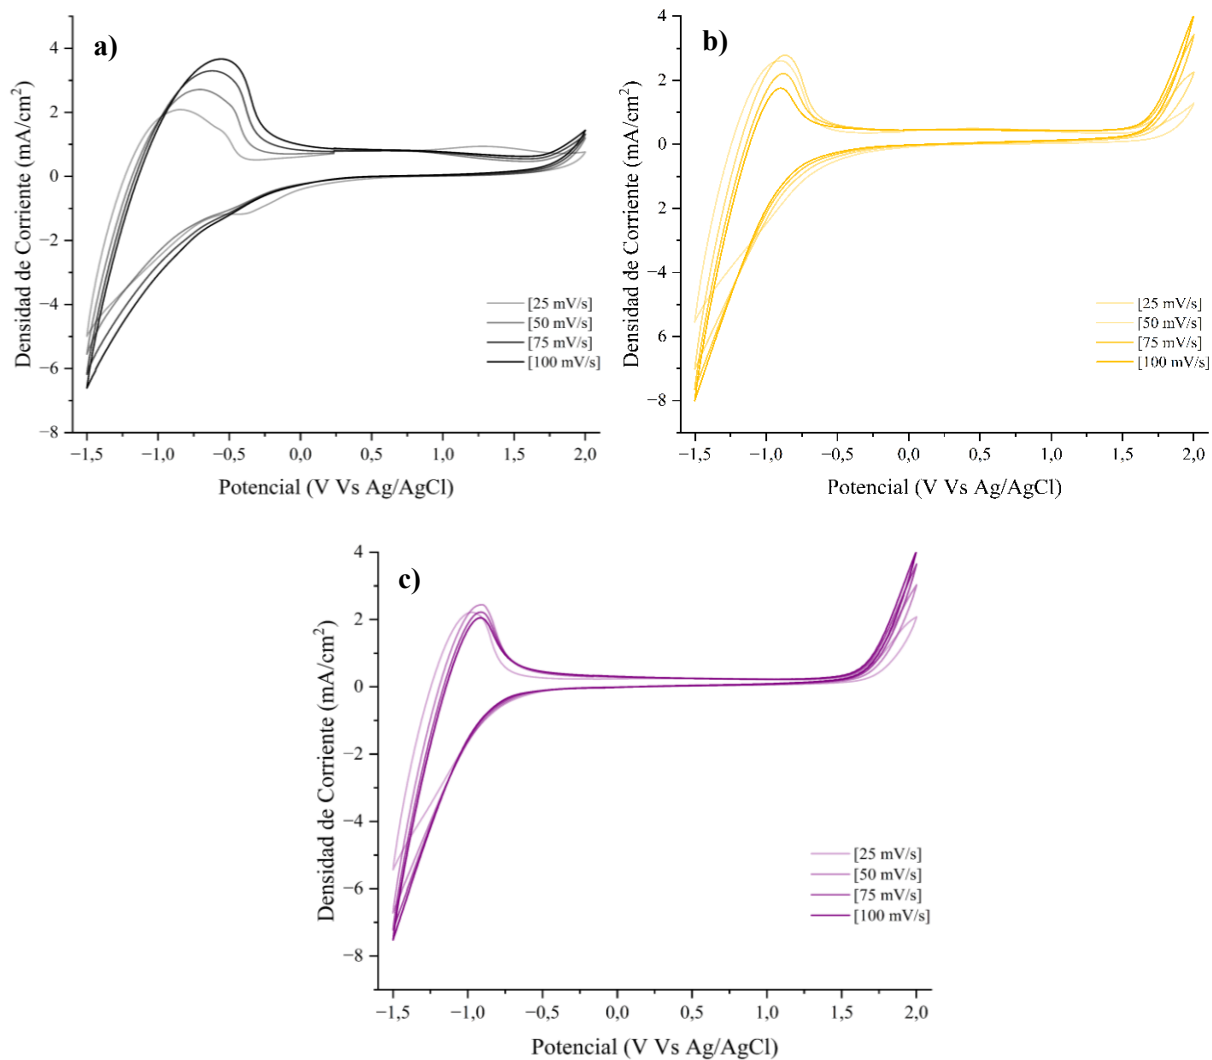 a)
Densidad de Corriente (mA/cm²)
4
2
0
−2
−4
−6
−8
[25 mV/s]
[50 mV/s]
[75 mV/s]
[100 mV/s]
−1,5 −1,0 −0,5 0,0 0,5 1,0 1,5 2,0
Potencial (V Vs Ag/AgCl)
b)
Densidad de Corriente (mA/cm²)
4
2
0
−2
−4
−6
−8
[25 mV/s]
[50 mV/s]
[75 mV/s]
[100 mV/s]
−1,5 −1,0 −0,5 0,0 0,5 1,0 1,5 2,0
Potencial (V Vs Ag/AgCl)
c)
Densidad de Corriente (mA/cm²)
4
2
0
−2
−4
−6
−8
[25 mV/s]
[50 mV/s]
[75 mV/s]
[100 mV/s]
−1,5 −1,0 −0,5 0,0 0,5 1,0 1,5 2,0
Potencial (V Vs Ag/AgCl)